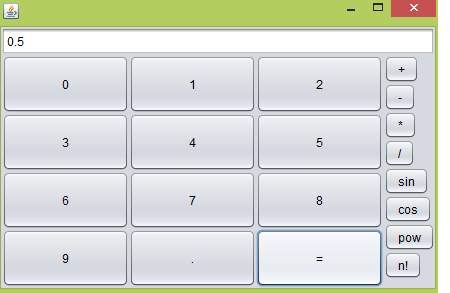 0.5
0 1 2 +
-
3 4 5 *
/
6 7 8 sin
cos
9 . = pow
n!